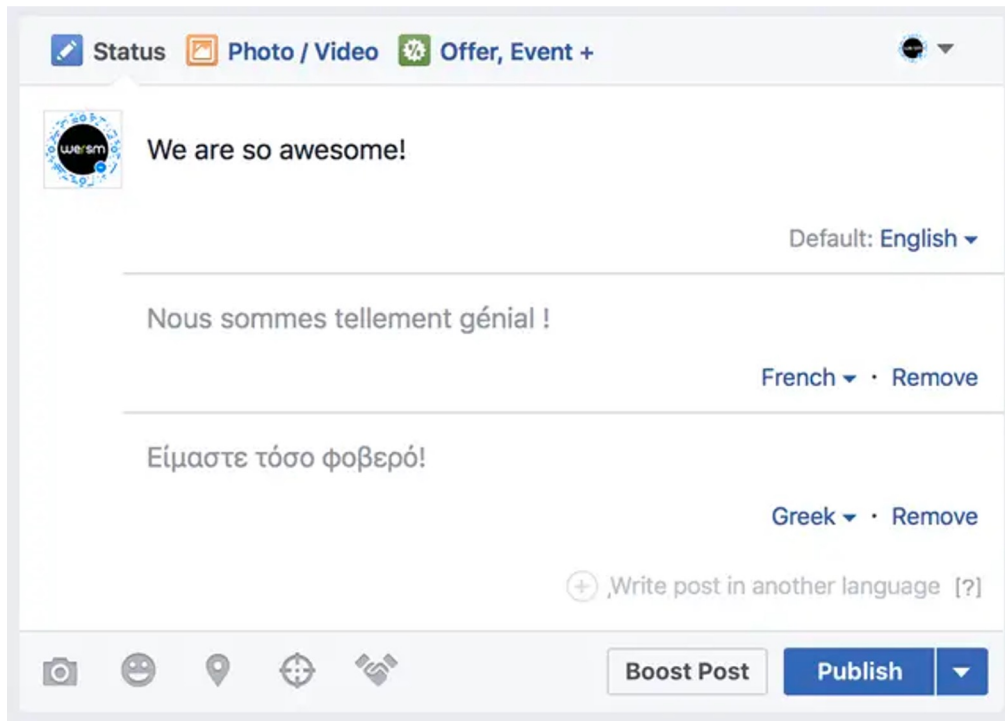 Status Photo / Video Offer, Event +
wersm
We are so awesome!
Default: English
Nous sommes tellement génial !
French · Remove
Είμαστε τόσο φοβερό!
Greek · Remove
Write post in another language [?]
Boost Post Publish